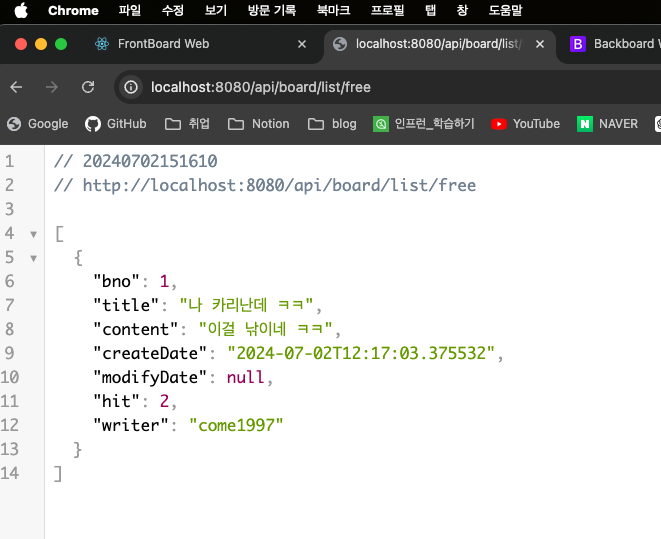 Chrome 파일 수정 보기 방문 기록 북마크 프로필 탭 창 도움말
FrontBoard Web localhost:8080/api/board/list/ Backboard
localhost:8080/api/board/list/free
Google GitHub 취업 Notion blog 인프런_학습하기 YouTube NAVER
1 // 20240702151610
2 // http://localhost:8080/api/board/list/free
3
4 [
5 {
6 "bno": 1,
7 "title": "나 카리난데 ㅋㅋ",
8 "content": "이걸 낚이네 ㅋㅋ",
9 "createDate": "2024-07-02T12:17:03.375532",
10 "modifyDate": null,
11 "hit": 2,
12 "writer": "come1997"
13 }
14 ]